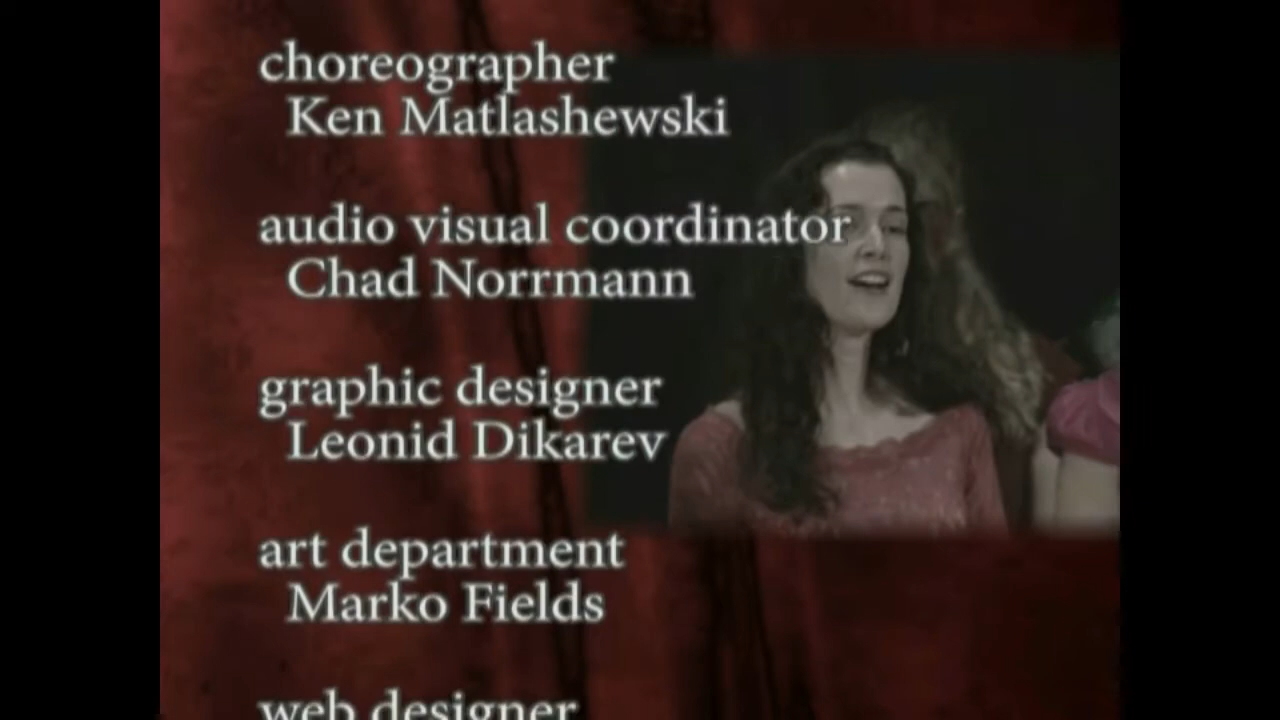 choreographer
Ken Matlashewski
audio visual coordinator
Chad Norrmann
graphic designer
Leonid Dikarev
art department
Marko Fields
web designer